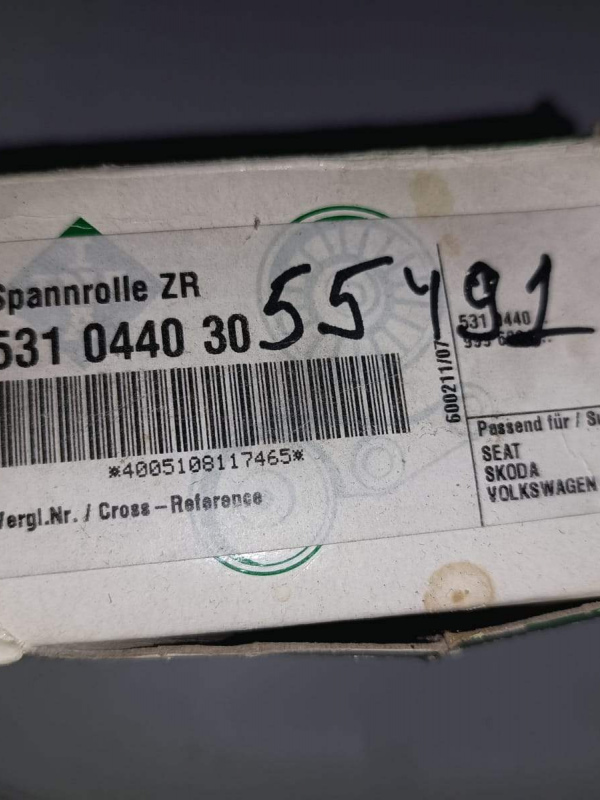 Spannrolle ZR
531 0440 30
55491
531 0440
600211/07
*4005108117465*
Vergl.Nr. / Cross-Reference
Passend für /
SEAT
SKODA
VOLKSWAGEN